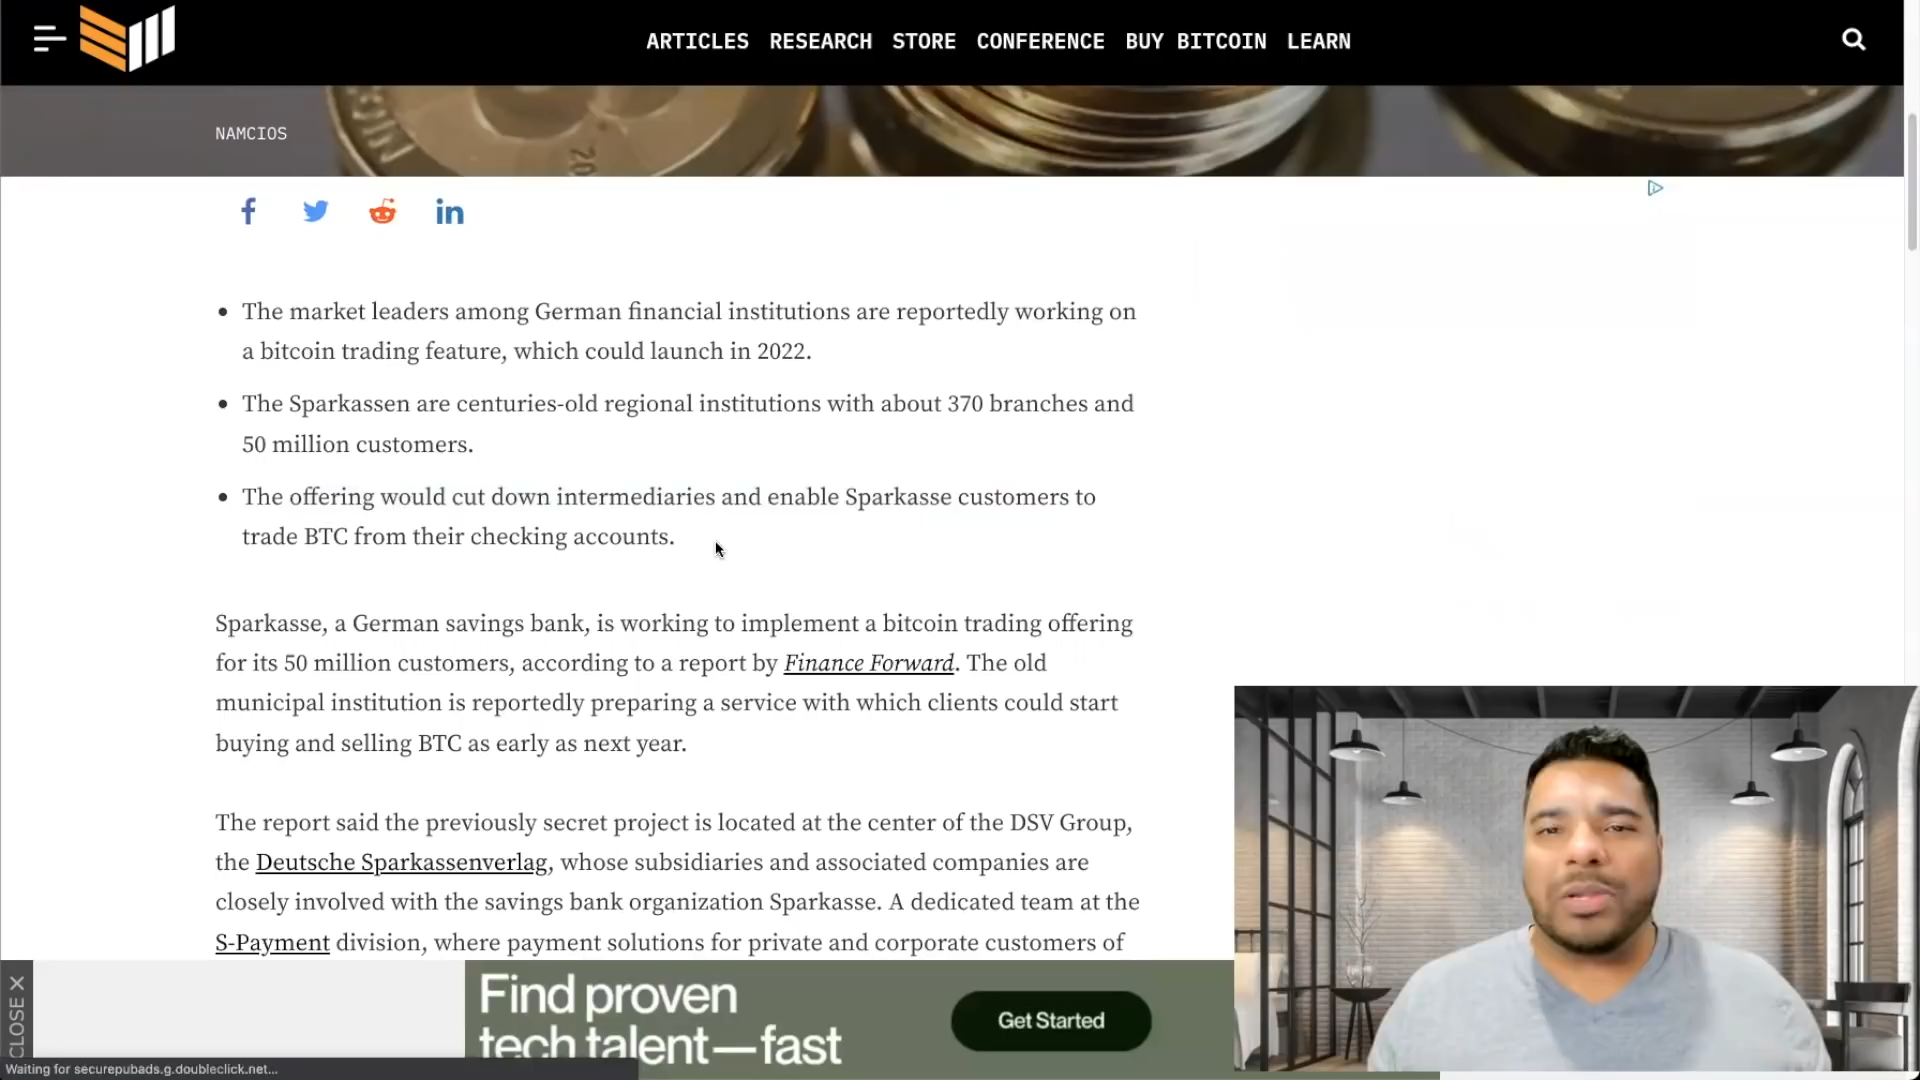 ARTICLES RESEARCH STORE CONFERENCE BUY BITCOIN LEARN
NAMCIOS
The market leaders among German financial institutions are reportedly working on
a bitcoin trading feature, which could launch in 2022.
The Sparkassen are centuries-old regional institutions with about 370 branches and
50 million customers.
The offering would cut down intermediaries and enable Sparkasse customers to
trade BTC from their checking accounts.
Sparkasse, a German savings bank, is working to implement a bitcoin trading offering
for its 50 million customers, according to a report by Finance Forward. The old
municipal institution is reportedly preparing a service with which clients could start
buying and selling BTC as early as next year.
The report said the previously secret project is located at the center of the DSV Group,
the Deutsche Sparkassenverlag, whose subsidiaries and associated companies are
closely involved with the savings bank organization Sparkasse. A dedicated team at the
S-Payment division, where payment solutions for private and corporate customers of
CLOSE X
Find proven
tech talent—fast
Get Started
Waiting for securepubads.g.doubleclick.net...